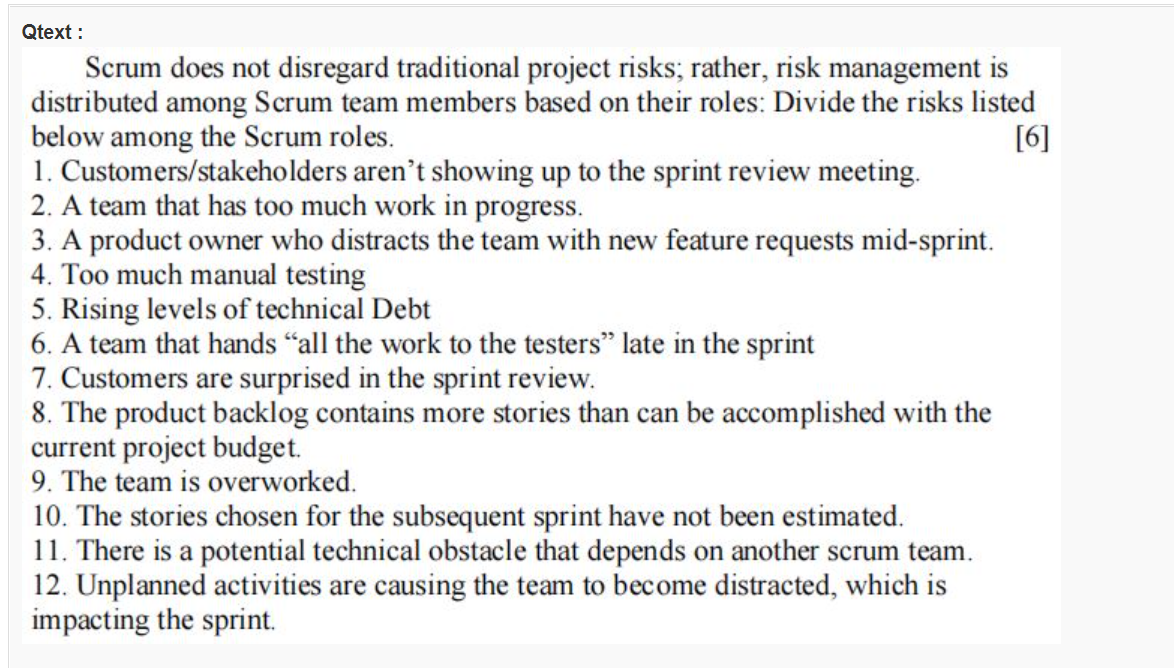 Qtext :
Scrum does not disregard traditional project risks; rather, risk management is
distributed among Scrum team members based on their roles: Divide the risks listed
below among the Scrum roles. [6]
1. Customers/stakeholders aren’t showing up to the sprint review meeting.
2. A team that has too much work in progress.
3. A product owner who distracts the team with new feature requests mid-sprint.
4. Too much manual testing
5. Rising levels of technical Debt
6. A team that hands “all the work to the testers” late in the sprint
7. Customers are surprised in the sprint review.
8. The product backlog contains more stories than can be accomplished with the
current project budget.
9. The team is overworked.
10. The stories chosen for the subsequent sprint have not been estimated.
11. There is a potential technical obstacle that depends on another scrum team.
12. Unplanned activities are causing the team to become distracted, which is
impacting the sprint.